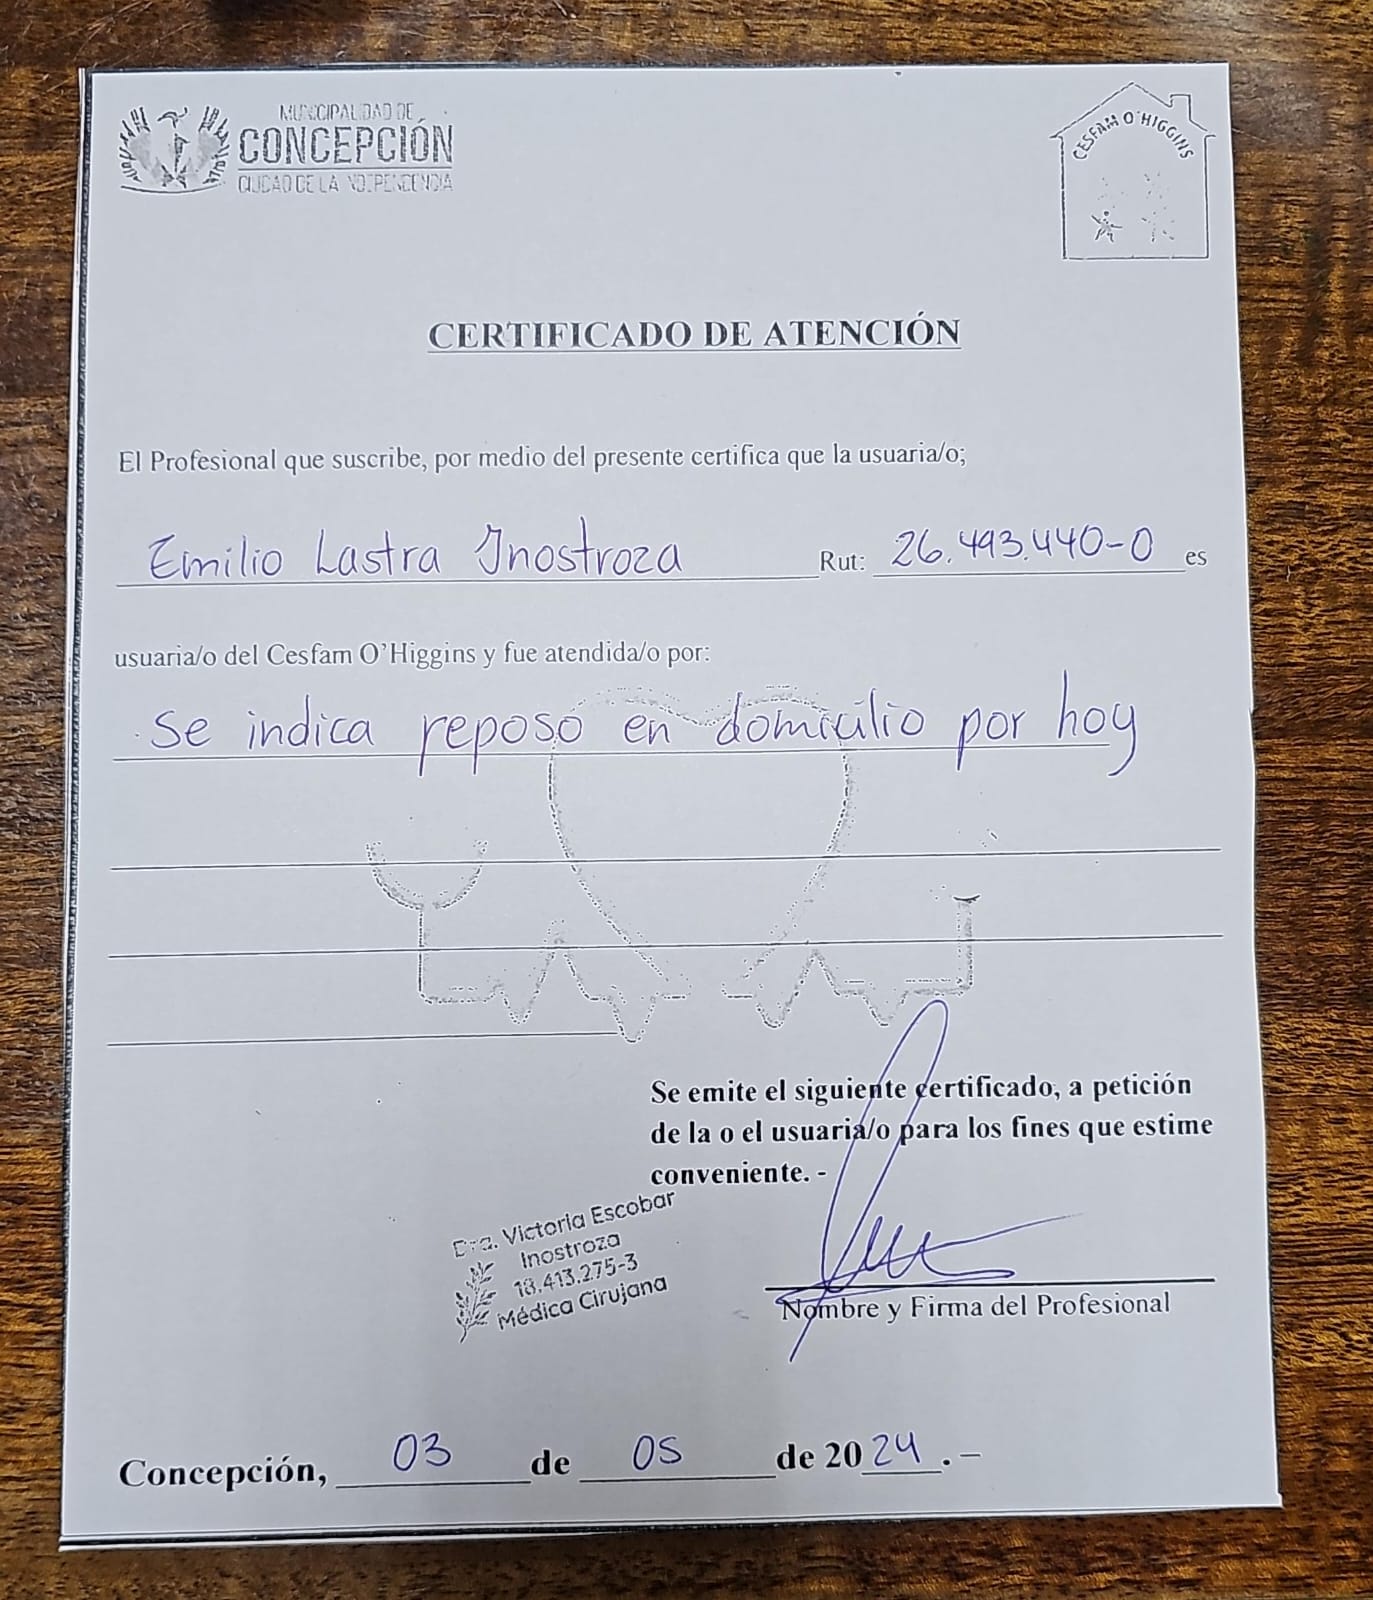 MUNICIPALIDAD DE
CONCEPCIÓN
CIUDAD DE LA INDEPENDENCIA
CESFAM O'HIGGINS
CERTIFICADO DE ATENCIÓN
El Profesional que suscribe, por medio del presente certifica que la usuaria/o;
Emilio Lastra Inostroza Rut: 26.493.440-0 es
usuaria/o del Cesfam O'Higgins y fue atendida/o por:
Se indica reposo en domicilio por hoy
Se emite el siguiente certificado, a petición
de la o el usuaria/o para los fines que estime
conveniente. -
Dra. Victoria Escobar
Inostroza
18.413.275-3
Médica Cirujana
Nombre y Firma del Profesional
Concepción, 03 de 05 de 2024. –